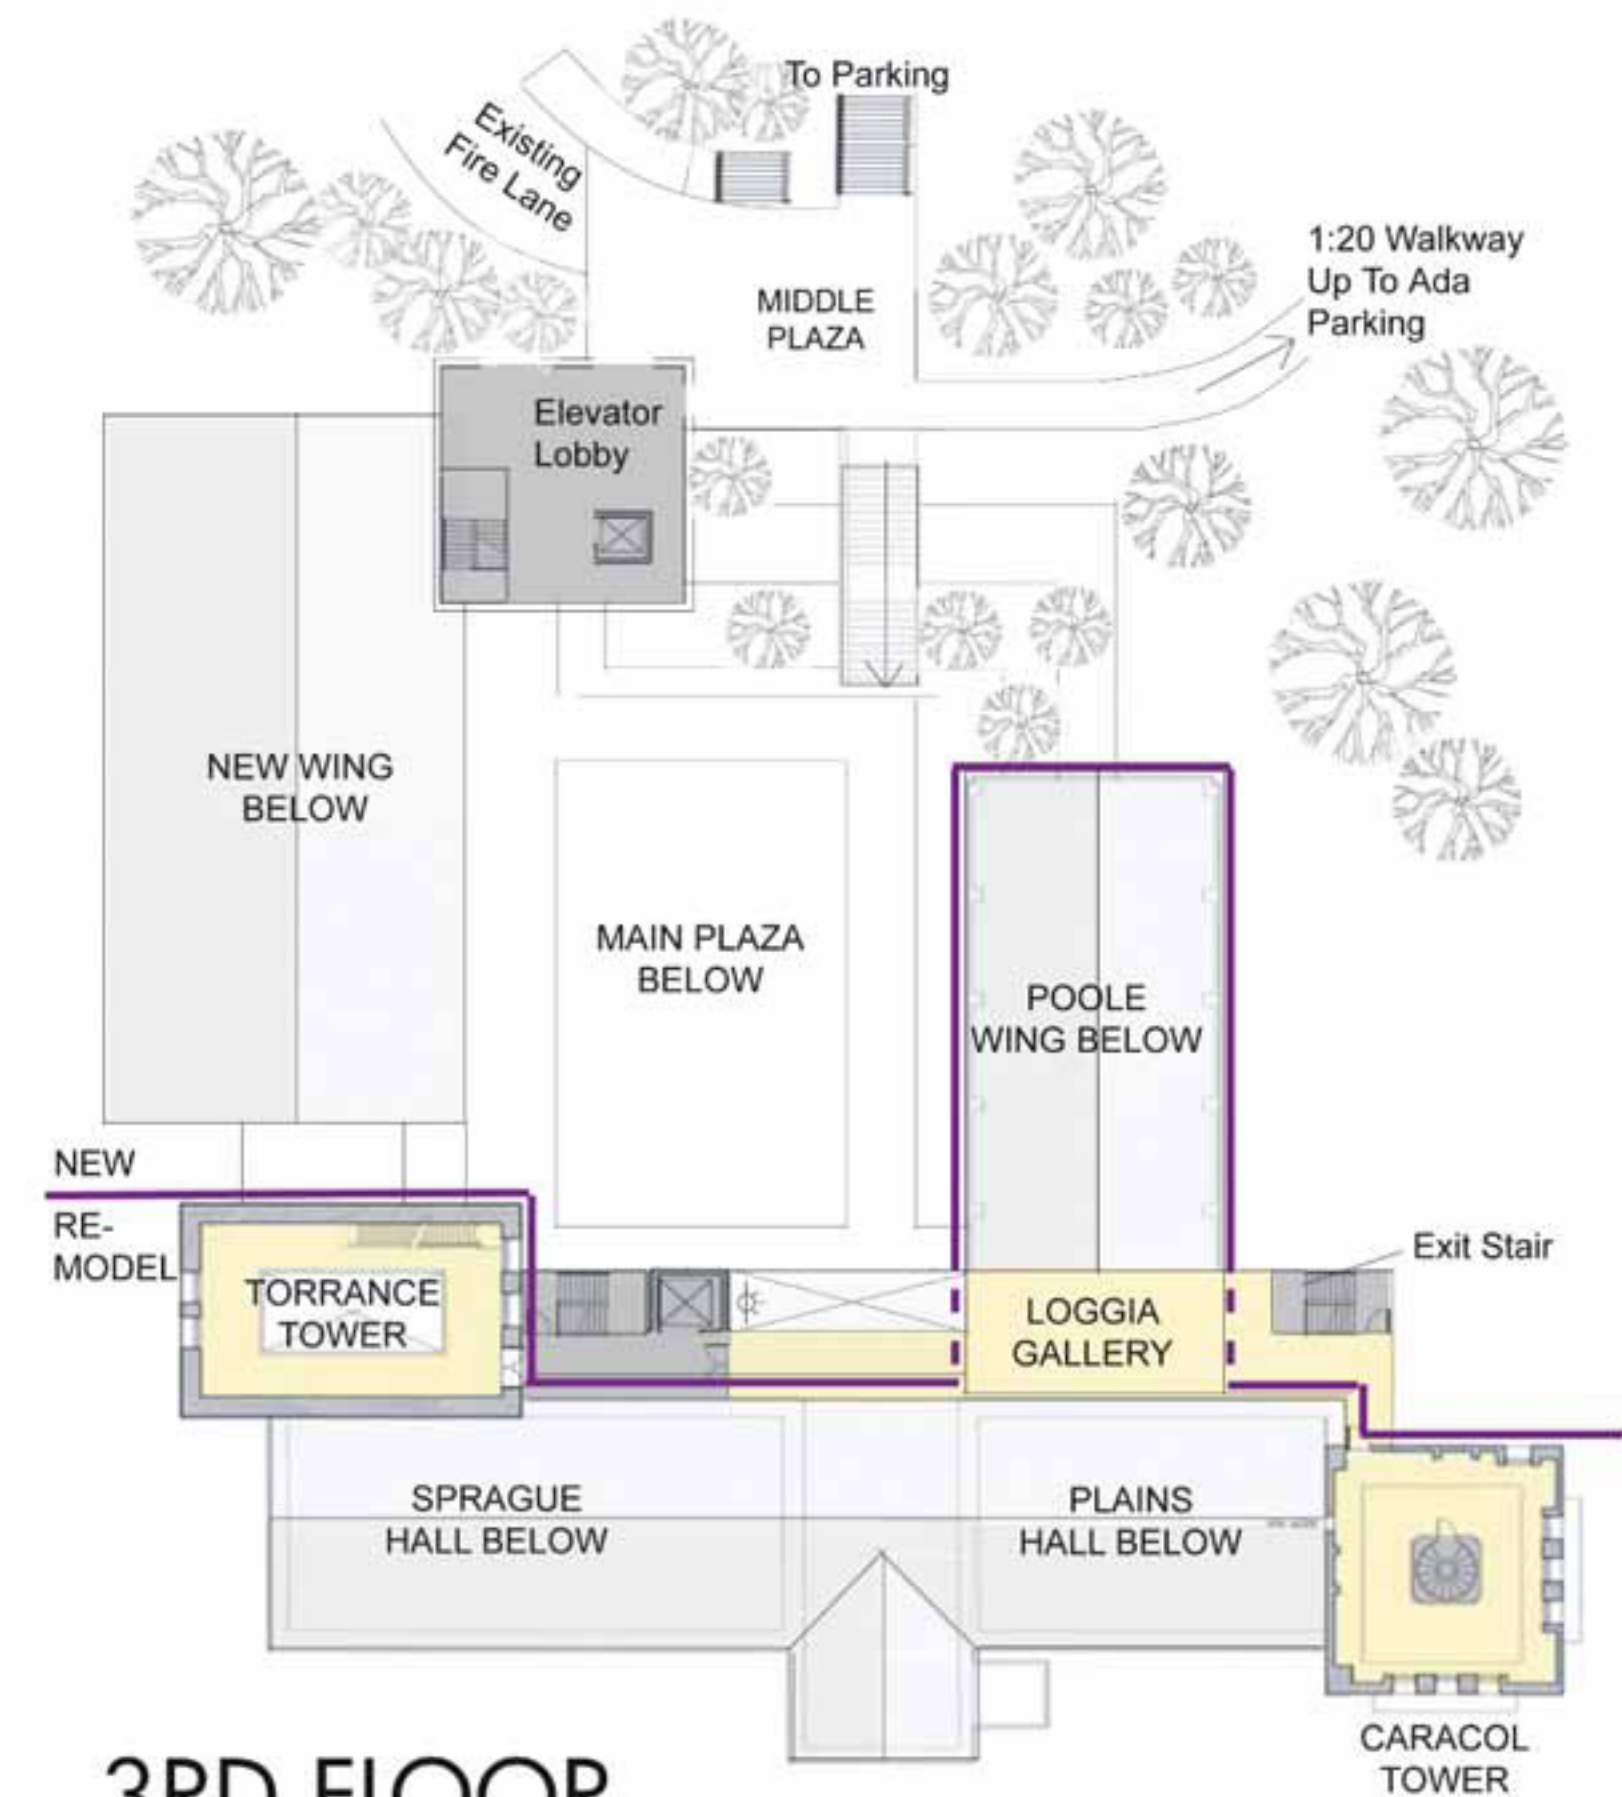 To Parking
Existing
Fire Lane
1:20 Walkway
Up To Ada
Parking
MIDDLE
PLAZA
Elevator
Lobby
NEW WING
BELOW
MAIN PLAZA
BELOW
POOLE
WING BELOW
NEW
RE-
MODEL
TORRANCE
TOWER
Exit Stair
LOGGIA
GALLERY
SPRAGUE
HALL BELOW
PLAINS
HALL BELOW
CARACOL
TOWER
3RD FLOOR